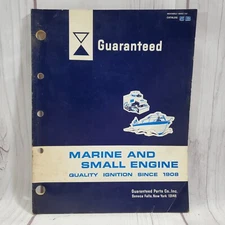 Guaranteed
MARINE AND
SMALL ENGINE
QUALITY IGNITION SINCE 1908
Guaranteed Parts Co., Inc.
Seneca Falls, New York 13148